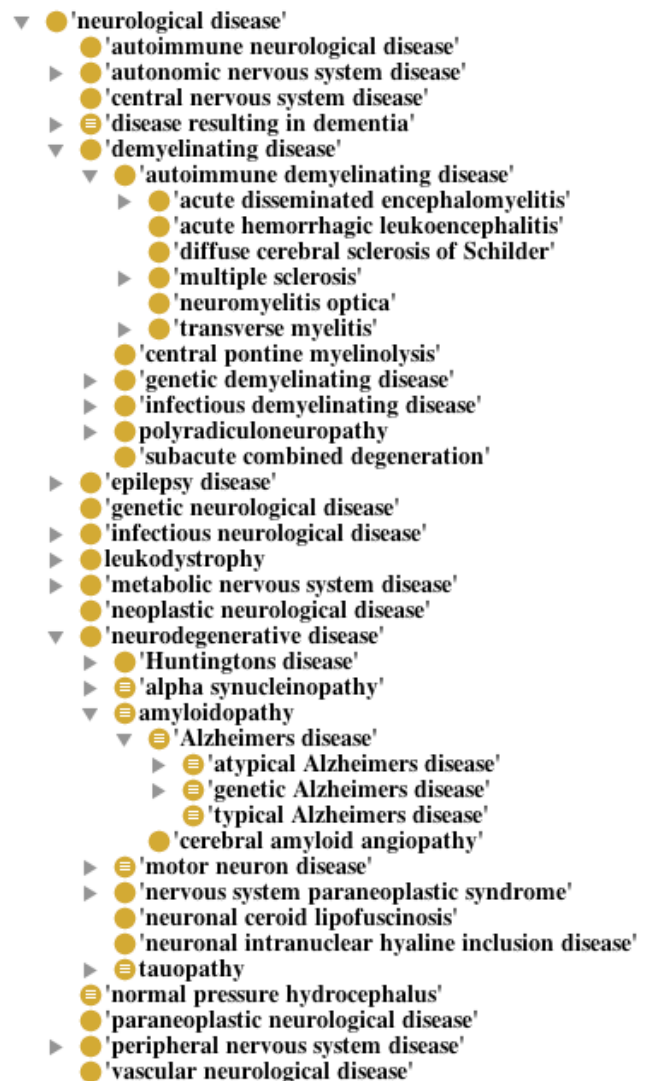 'neurological disease'
'autoimmune neurological disease'
'autonomic nervous system disease'
'central nervous system disease'
'disease resulting in dementia'
'demyelinating disease'
'autoimmune demyelinating disease'
'acute disseminated encephalomyelitis'
'acute hemorrhagic leukoencephalitis'
'diffuse cerebral sclerosis of Schilder'
'multiple sclerosis'
'neuromyelitis optica'
'transverse myelitis'
'central pontine myelinolysis'
'genetic demyelinating disease'
'infectious demyelinating disease'
polyradiculoneuropathy
'subacute combined degeneration'
'epilepsy disease'
'genetic neurological disease'
'infectious neurological disease'
leukodystrophy
'metabolic nervous system disease'
'neoplastic neurological disease'
'neurodegenerative disease'
'Huntingtons disease'
'alpha synucleinopathy'
amyloidopathy
'Alzheimers disease'
'atypical Alzheimers disease'
'genetic Alzheimers disease'
'typical Alzheimers disease'
'cerebral amyloid angiopathy'
'motor neuron disease'
'nervous system paraneoplastic syndrome'
'neuronal ceroid lipofuscinosis'
'neuronal intranuclear hyaline inclusion disease'
tauopathy
'normal pressure hydrocephalus'
'paraneoplastic neurological disease'
'peripheral nervous system disease'
'vascular neurological disease'